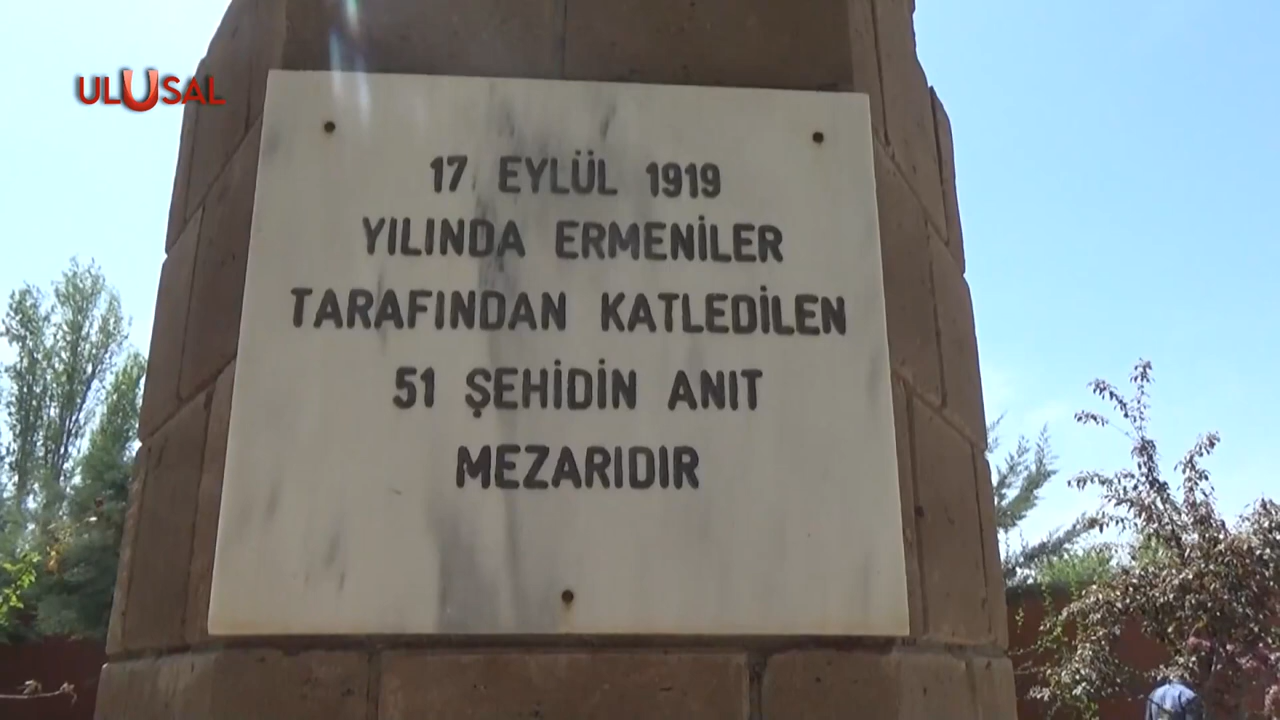 ULUSAL
17 EYLÜL 1919
YILINDA ERMENİLER
TARAFINDAN KATLEDİLEN
51 ŞEHİDİN ANIT
MEZARIDIR